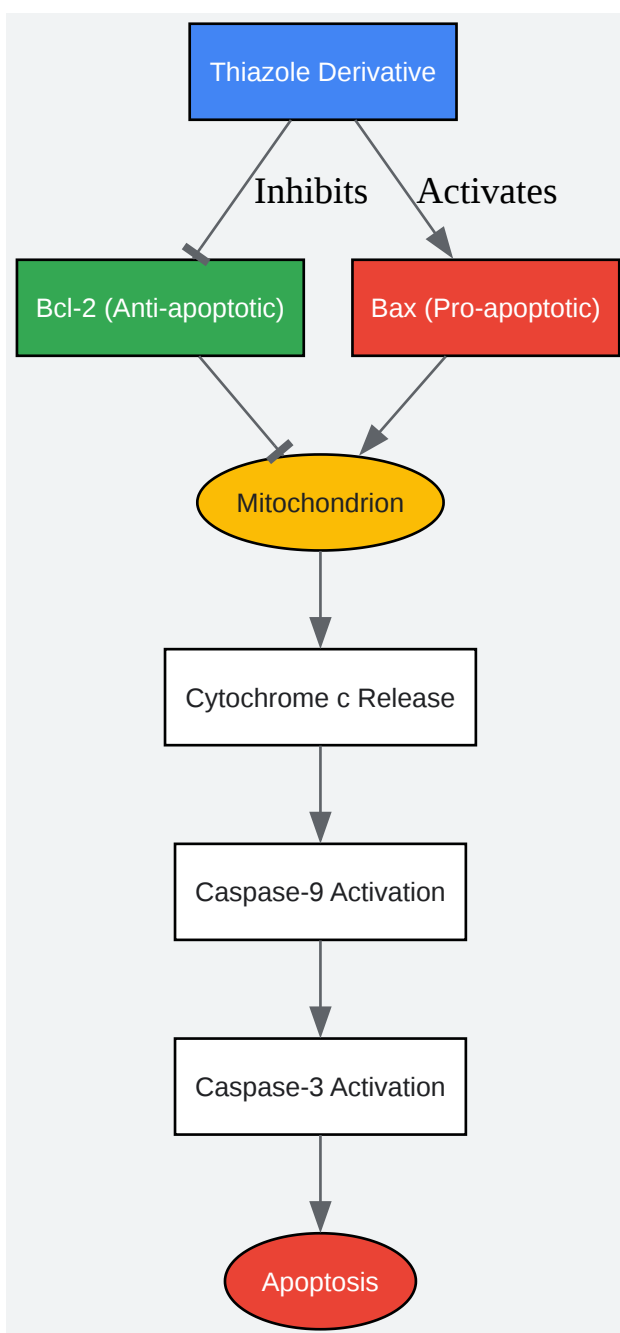 Thiazole Derivative
Inhibits
Activates
Bcl-2 (Anti-apoptotic)
Bax (Pro-apoptotic)
Mitochondrion
Cytochrome c Release
Caspase-9 Activation
Caspase-3 Activation
Apoptosis